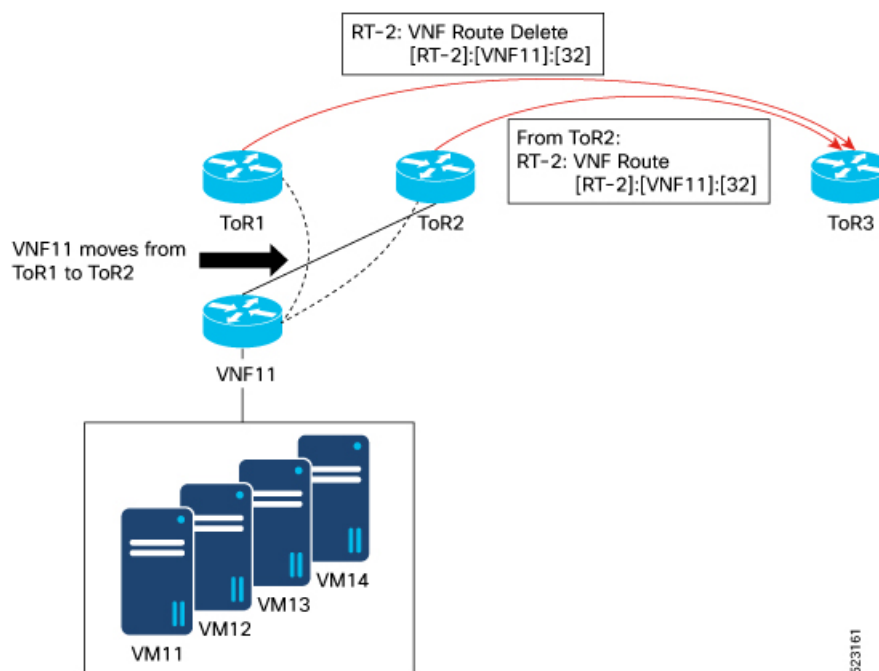 RT-2: VNF Route Delete
[RT-2]:[VNF11]:[32]
From ToR2:
RT-2: VNF Route
[RT-2]:[VNF11]:[32]
ToR1
ToR2
ToR3
VNF11 moves from
ToR1 to ToR2
VNF11
VM14
VM13
VM12
VM11
523161